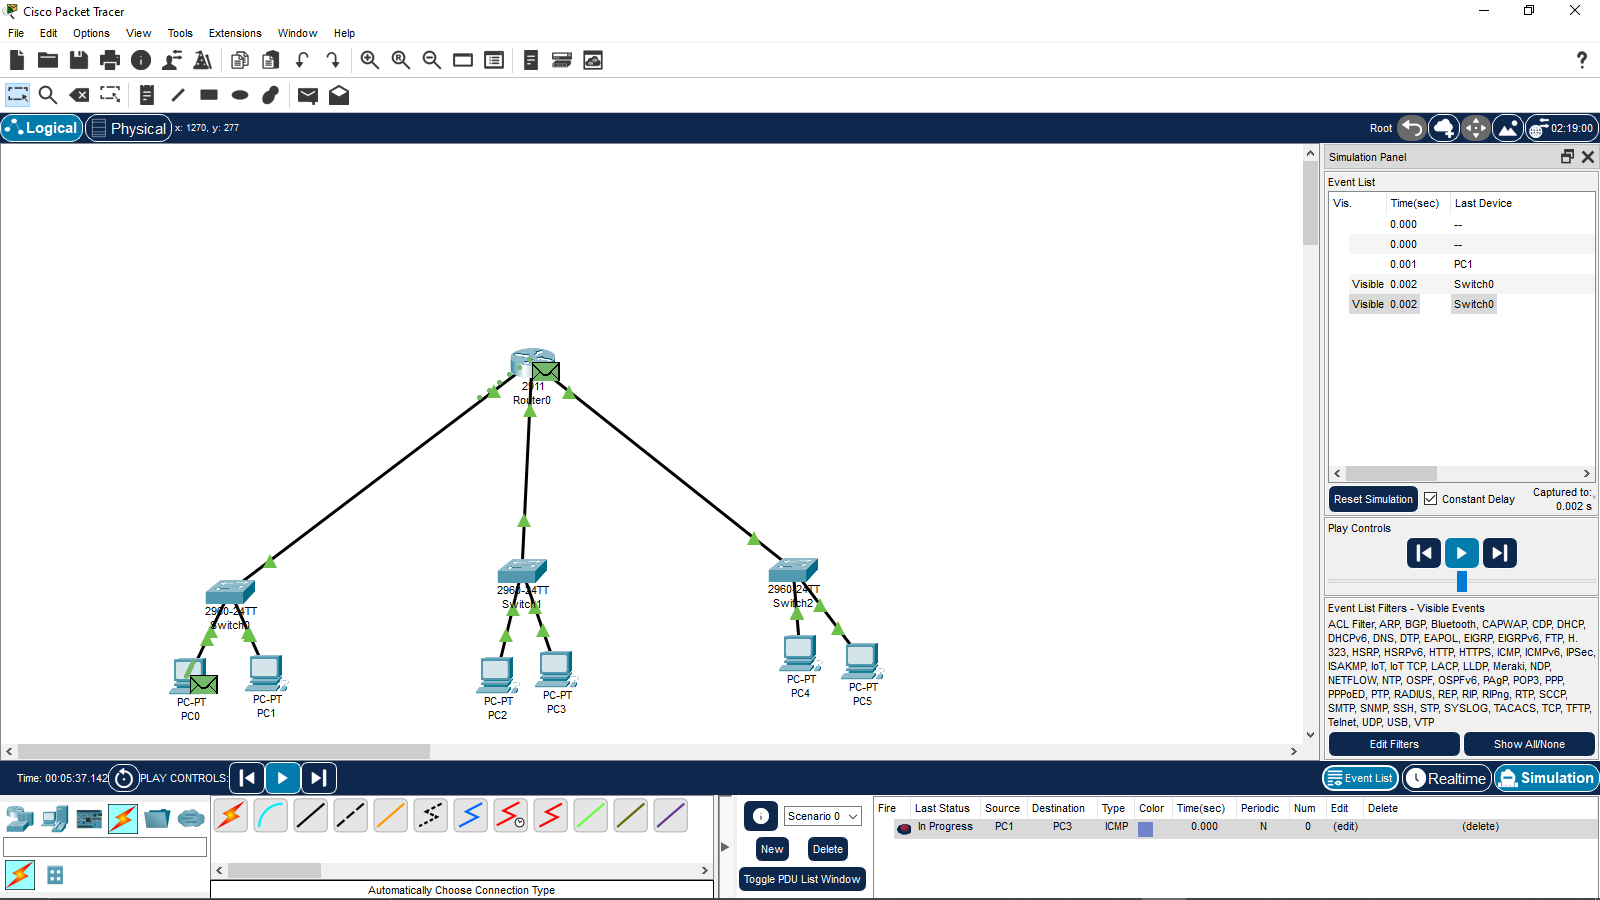 Cisco Packet Tracer
File Edit Options View Tools Extensions Window Help
Logical Physical x: 1270, y: 277 Root 02:19:00
Simulation Panel
Event List
Vis. Time(sec) Last Device
0.000 --
0.000 --
0.001 PC1
Visible 0.002 Switch0
Visible 0.002 Switch0
Reset Simulation Constant Delay Captured to:
0.002 s
Play Controls
Event List Filters - Visible Events
ACL Filter, ARP, BGP, Bluetooth, CAPWAP, CDP, DHCP,
DHCPv6, DNS, DTP, EAPOL, EIGRP, EIGRPv6, FTP, H.
323, HSRP, HSRPv6, HTTP, HTTPS, ICMP, ICMPv6, IPSec,
ISAKMP, IoT, IoT TCP, LACP, LLDP, Meraki, NDP,
NETFLOW, NTP, OSPF, OSPFv6, PAgP, POP3, PPP,
PPPoED, PTP, RADIUS, REP, RIP, RIPng, RTP, SCCP,
SMTP, SNMP, SSH, STP, SYSLOG, TACACS, TCP, TFTP,
Telnet, UDP, USB, VTP
Edit Filters Show All/None
2911
Router0
2960-24TT
Switch0
2960-24TT
Switch1
2960-24TT
Switch2
PC-PT
PC0
PC-PT
PC1
PC-PT
PC2
PC-PT
PC3
PC-PT
PC4
PC-PT
PC5
Time: 00:05:37.142 PLAY CONTROLS: Event List Realtime Simulation
Automatically Choose Connection Type
Scenario 0
New Delete
Toggle PDU List Window
Fire Last Status Source Destination Type Color Time(sec) Periodic Num Edit Delete
In Progress PC1 PC3 ICMP 0.000 N 0 (edit) (delete)